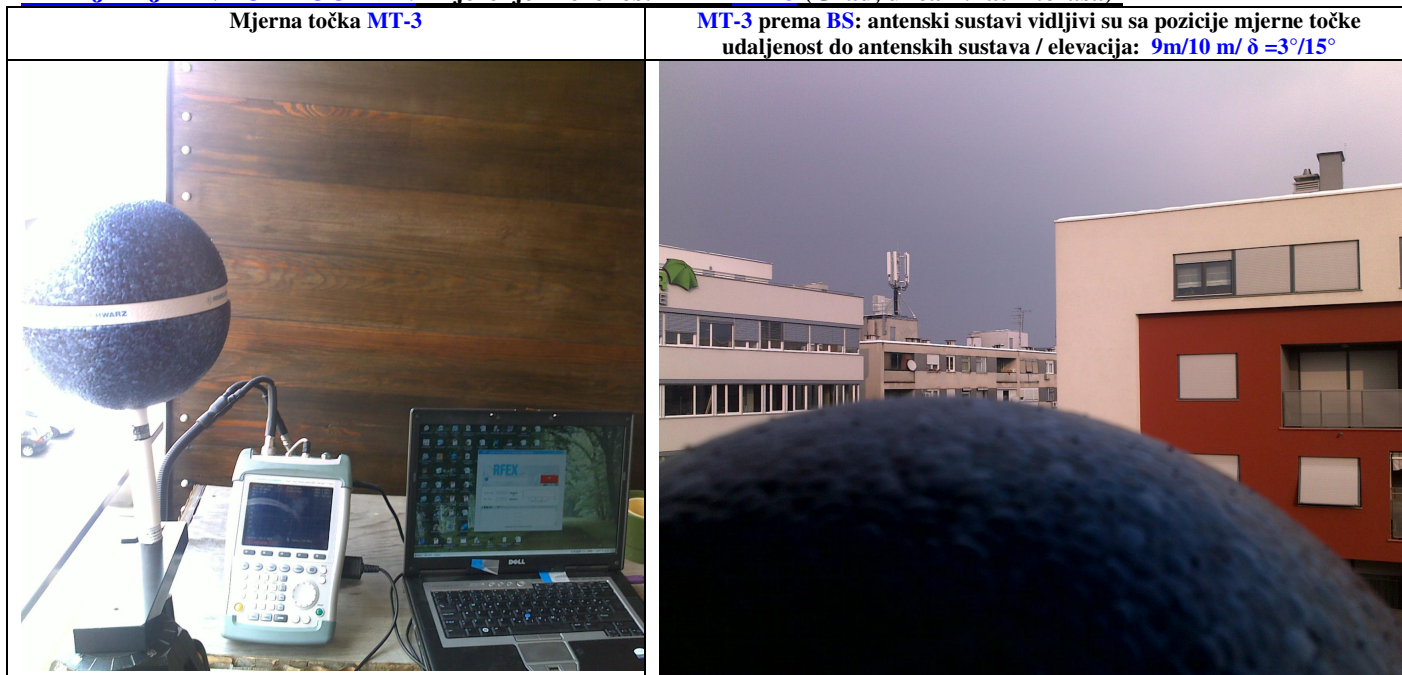 Mjerna točka MT-3
MT-3 prema BS: antenski sustavi vidljivi su sa pozicije mjerne točke
udaljenost do antenskih sustava / elevacija: 9m/10 m/ δ =3°/15°
RFEX
DELL